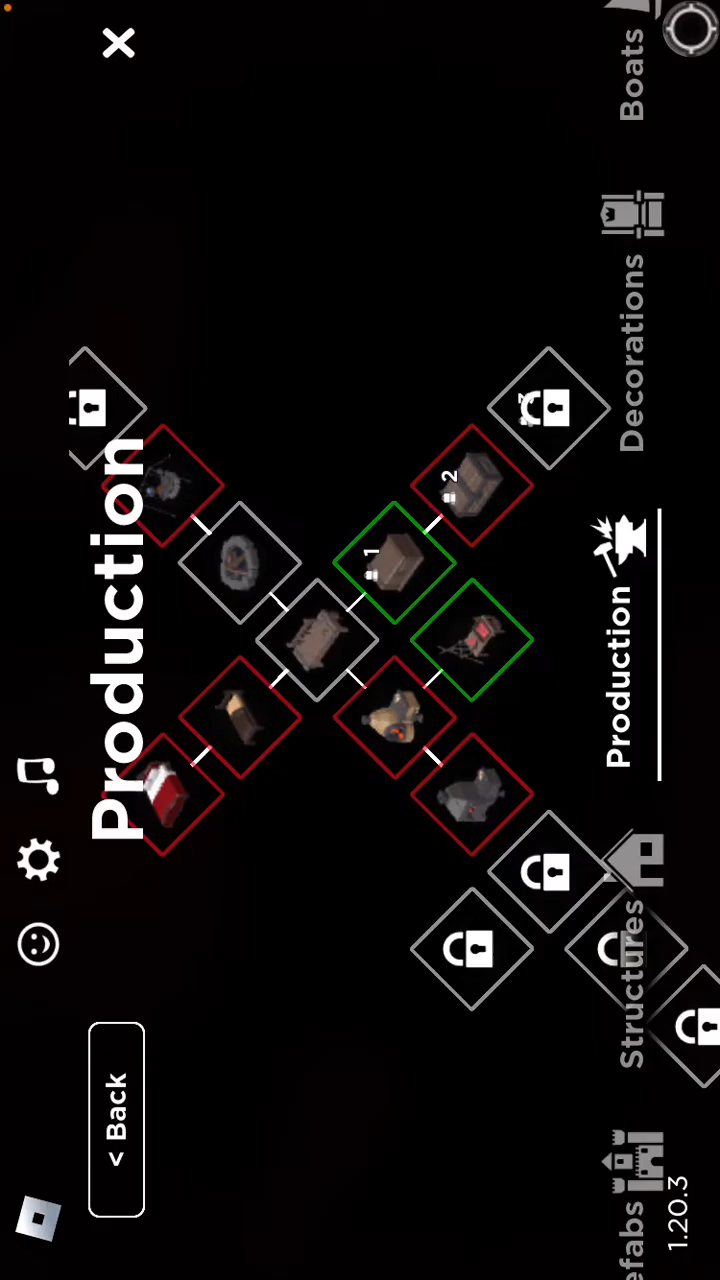 < Back
Production
1
2
efabs
Structures
Production
Decorations
Boats
1.20.3